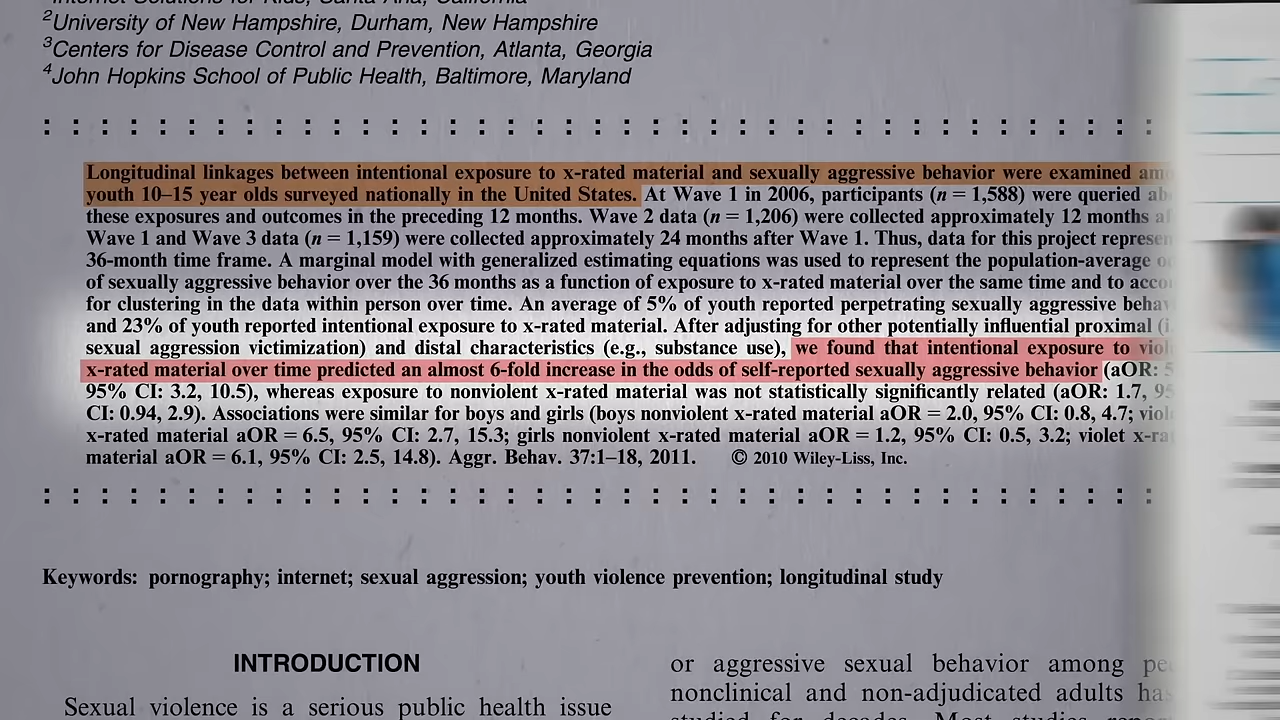 ²University of New Hampshire, Durham, New Hampshire
³Centers for Disease Control and Prevention, Atlanta, Georgia
⁴John Hopkins School of Public Health, Baltimore, Maryland
Longitudinal linkages between intentional exposure to x-rated material and sexually aggressive behavior were examined
youth 10–15 year olds surveyed nationally in the United States. At Wave 1 in 2006, participants (n = 1,588) were queried
these exposures and outcomes in the preceding 12 months. Wave 2 data (n = 1,206) were collected approximately 12 months
Wave 1 and Wave 3 data (n = 1,159) were collected approximately 24 months after Wave 1. Thus, data for this project
36-month time frame. A marginal model with generalized estimating equations was used to represent the population-average
of sexually aggressive behavior over the 36 months as a function of exposure to x-rated material over the same time and to
for clustering in the data within person over time. An average of 5% of youth reported perpetrating sexually aggressive
and 23% of youth reported intentional exposure to x-rated material. After adjusting for other potentially influential proximal
sexual aggression victimization) and distal characteristics (e.g., substance use), we found that intentional exposure to
x-rated material over time predicted an almost 6-fold increase in the odds of self-reported sexually aggressive behavior (aOR:
95% CI: 3.2, 10.5), whereas exposure to nonviolent x-rated material was not statistically significantly related (aOR: 1.7,
CI: 0.94, 2.9). Associations were similar for boys and girls (boys nonviolent x-rated material aOR = 2.0, 95% CI: 0.8, 4.7;
x-rated material aOR = 6.5, 95% CI: 2.7, 15.3; girls nonviolent x-rated material aOR = 1.2, 95% CI: 0.5, 3.2; violet
material aOR = 6.1, 95% CI: 2.5, 14.8). Aggr. Behav. 37:1–18, 2011. © 2010 Wiley-Liss, Inc.
Keywords: pornography; internet; sexual aggression; youth violence prevention; longitudinal study
INTRODUCTION
Sexual violence is a serious public health issue
or aggressive sexual behavior among
nonclinical and non-adjudicated adults